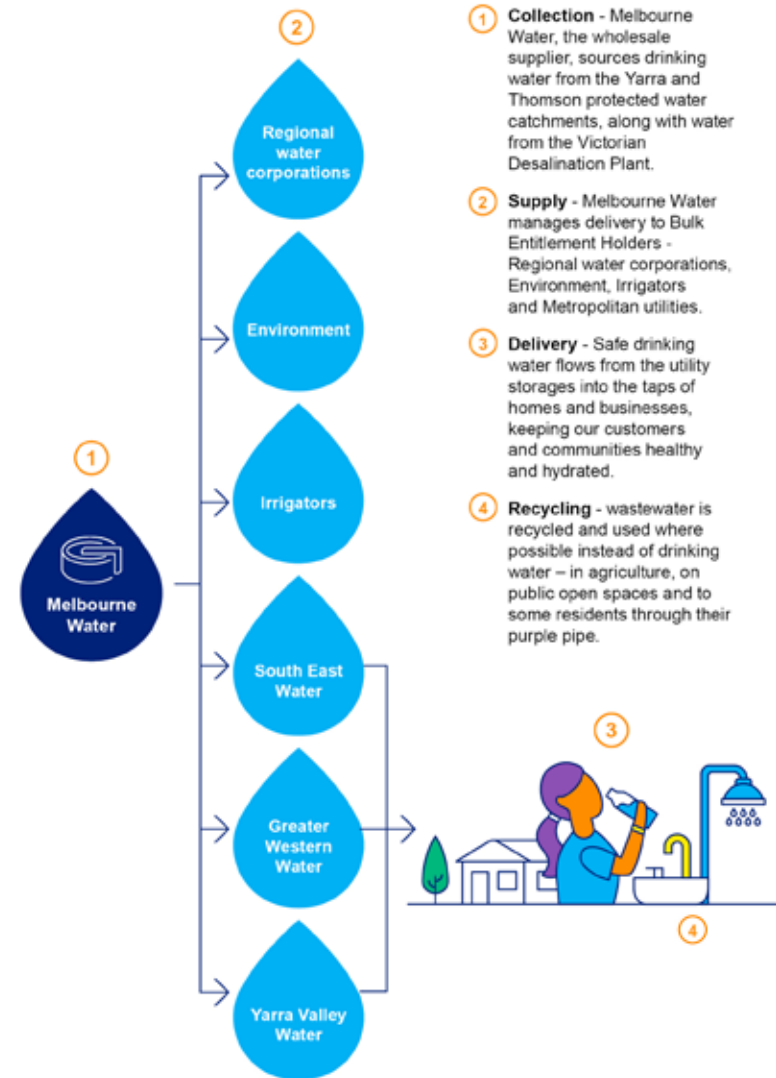 2
Regional
water
corporations
Environment
Irrigators
1
Melbourne
Water
South East
Water
Greater
Western
Water
Yarra Valley
Water
1 Collection - Melbourne
Water, the wholesale
supplier, sources drinking
water from the Yarra and
Thomson protected water
catchments, along with water
from the Victorian
Desalination Plant.
2 Supply - Melbourne Water
manages delivery to Bulk
Entitlement Holders -
Regional water corporations,
Environment, Irrigators
and Metropolitan utilities.
3 Delivery - Safe drinking
water flows from the utility
storages into the taps of
homes and businesses,
keeping our customers
and communities healthy
and hydrated.
4 Recycling - wastewater is
recycled and used where
possible instead of drinking
water – in agriculture, on
public open spaces and to
some residents through their
purple pipe.
3
4